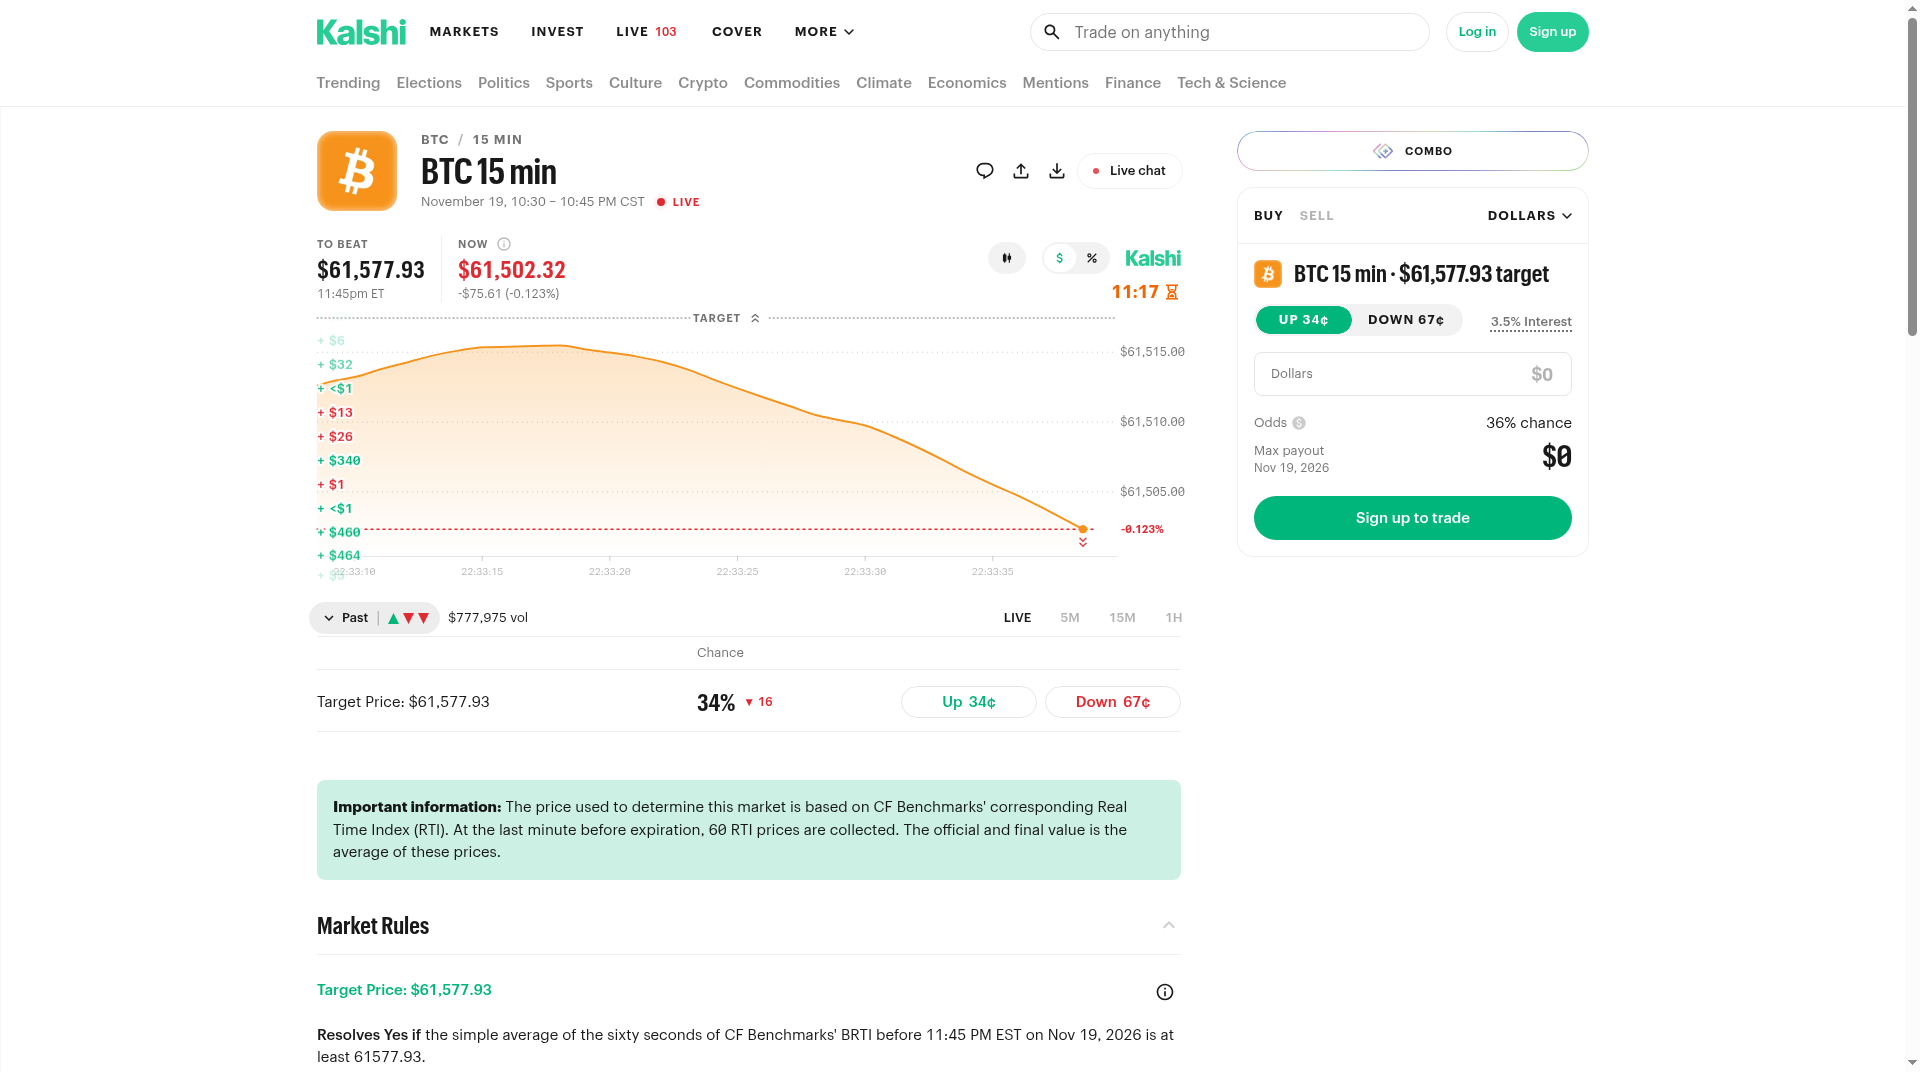 Kalshi
MARKETS INVEST LIVE 103 COVER MORE
Trade on anything
Log in
Sign up
Trending Elections Politics Sports Culture Crypto Commodities Climate Economics Mentions Finance Tech & Science
BTC / 15 MIN
BTC 15 min
November 19, 10:30 – 10:45 PM CST LIVE
Live chat
TO BEAT
$61,577.93
11:45pm ET
NOW
$61,502.32
-$75.61 (-0.123%)
$ %
Kalshi
11:17
TARGET
+ $6
+ $32
+ <$1
+ $13
+ $26
+ $340
+ $1
+ <$1
+ $460
+ $464
+ $5
$61,515.00
$61,510.00
$61,505.00
-0.123%
22:33:10 22:33:15 22:33:20 22:33:25 22:33:30 22:33:35
Past | ▲▼▼ $777,975 vol
LIVE 5M 15M 1H
Chance
Target Price: $61,577.93
34% ▼ 16
Up 34¢
Down 67¢
Important information: The price used to determine this market is based on CF Benchmarks' corresponding Real
Time Index (RTI). At the last minute before expiration, 60 RTI prices are collected. The official and final value is the
average of these prices.
Market Rules
Target Price: $61,577.93
Resolves Yes if the simple average of the sixty seconds of CF Benchmarks' BRTI before 11:45 PM EST on Nov 19, 2026 is at
least 61577.93.
COMBO
BUY SELL DOLLARS
BTC 15 min · $61,577.93 target
UP 34¢ DOWN 67¢ 3.5% Interest
Dollars $0
Odds 36% chance
Max payout
Nov 19, 2026
$0
Sign up to trade